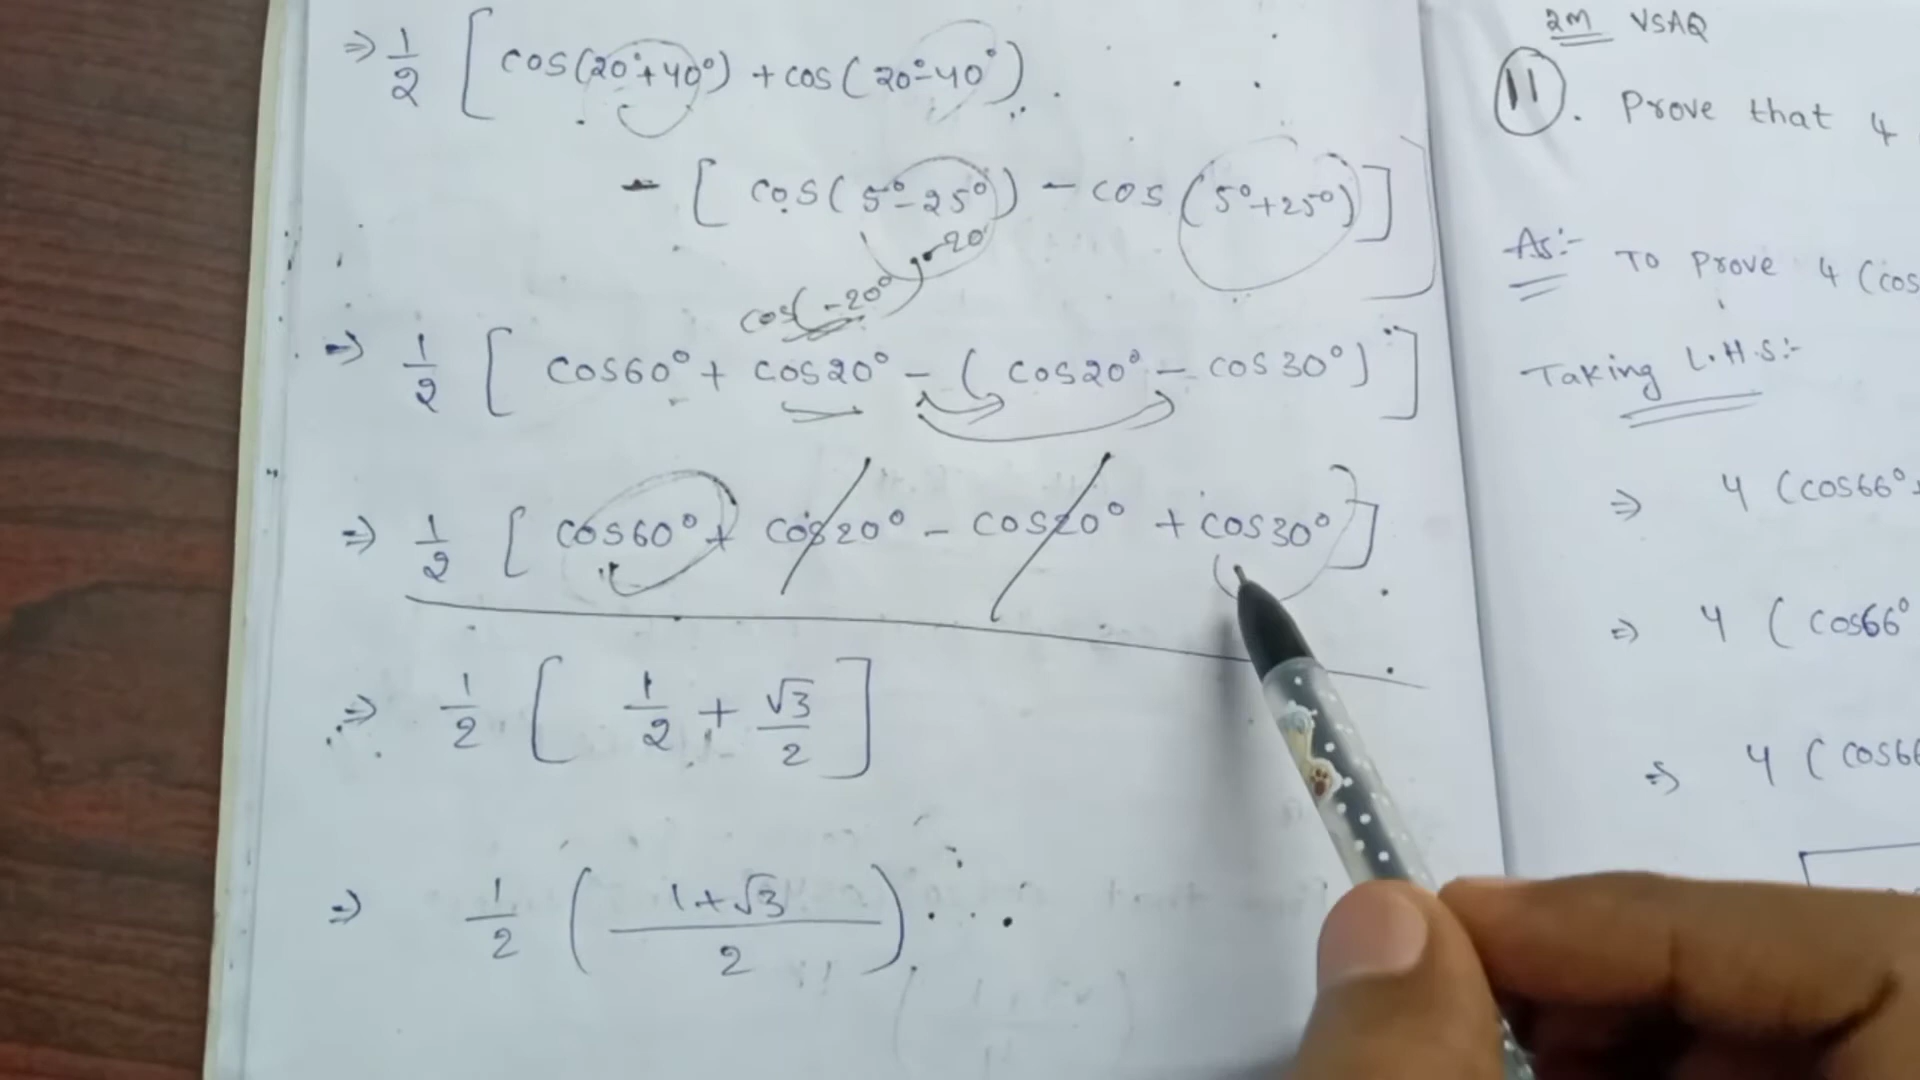 ⇒ 1/2 [ cos(20°+40°) + cos(20°-40°)
- [ cos(5°-25°) - cos(5°+25°) ] ]
-20
cos(-20°)
⇒ 1/2 [ cos60° + cos20° - (cos20° - cos30°) ]
⇒ 1/2 [ cos60° + cos20° - cos20° + cos30° ]
⇒ 1/2 [ 1/2 + √3/2 ]
⇒ 1/2 ( 1+√3 / 2 )
2M VSAQ
11. Prove that 4
As:-
To Prove 4 (cos
Taking L.H.S:-
⇒ 4 (cos66°+
⇒ 4 ( cos66°
⇒ 4 ( cos66